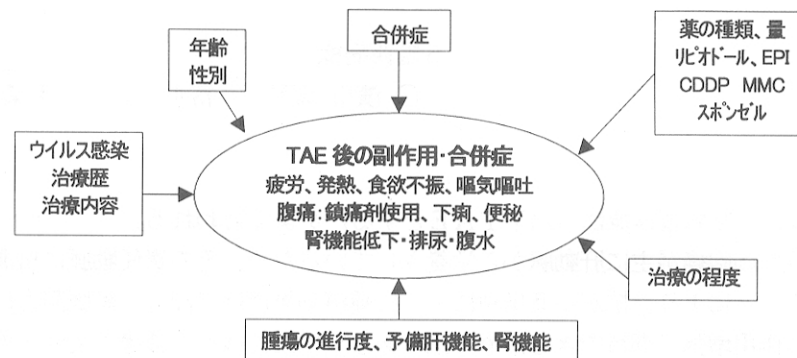 合併症
年齢
性別
薬の種類、量
リピオドール、EPI
CDDP MMC
スポンゼル
ウイルス感染
治療歴
治療内容
TAE 後の副作用・合併症
疲労、発熱、食欲不振、嘔気嘔吐
腹痛:鎮痛剤使用、下痢、便秘
腎機能低下・排尿・腹水
治療の程度
腫瘍の進行度、予備肝機能、腎機能